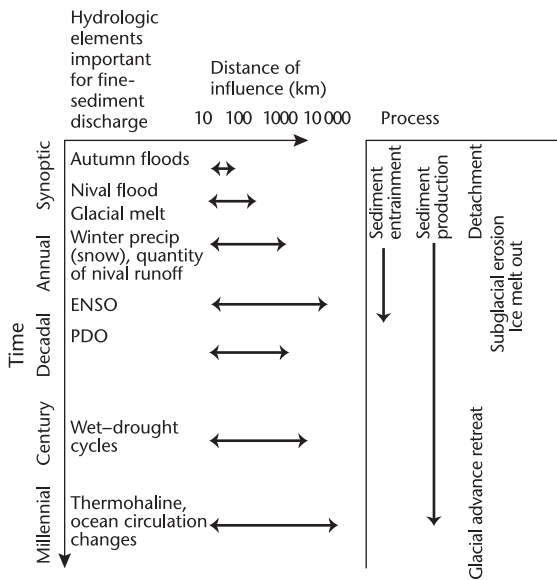 Hydrologic
elements
important
for fine-
sediment
discharge
Distance of
influence (km)
10 100 1000 10 000
Process
Time
Synoptic
Annual
Decadal
Century
Millennial
Autumn floods
Nival flood
Glacial melt
Winter precip
(snow), quantity
of nival runoff
ENSO
PDO
Wet–drought
cycles
Thermohaline,
ocean circulation
changes
Sediment
entrainment
Sediment
production
Detachment
Subglacial erosion
Ice melt out
Glacial advance retreat